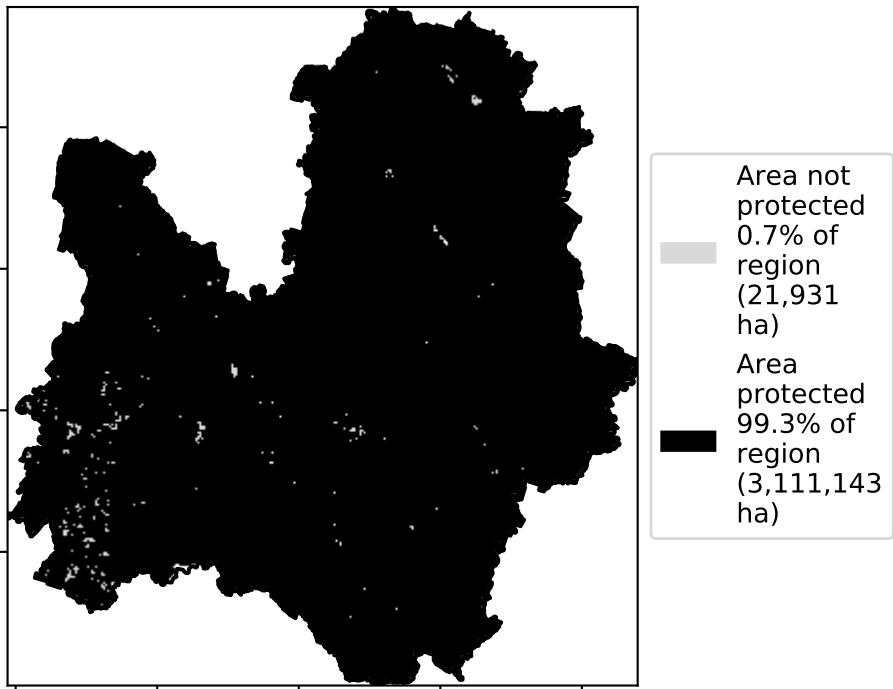 Area not
protected
0.7% of
region
(21,931
ha)
Area
protected
99.3% of
region
(3,111,143
ha)